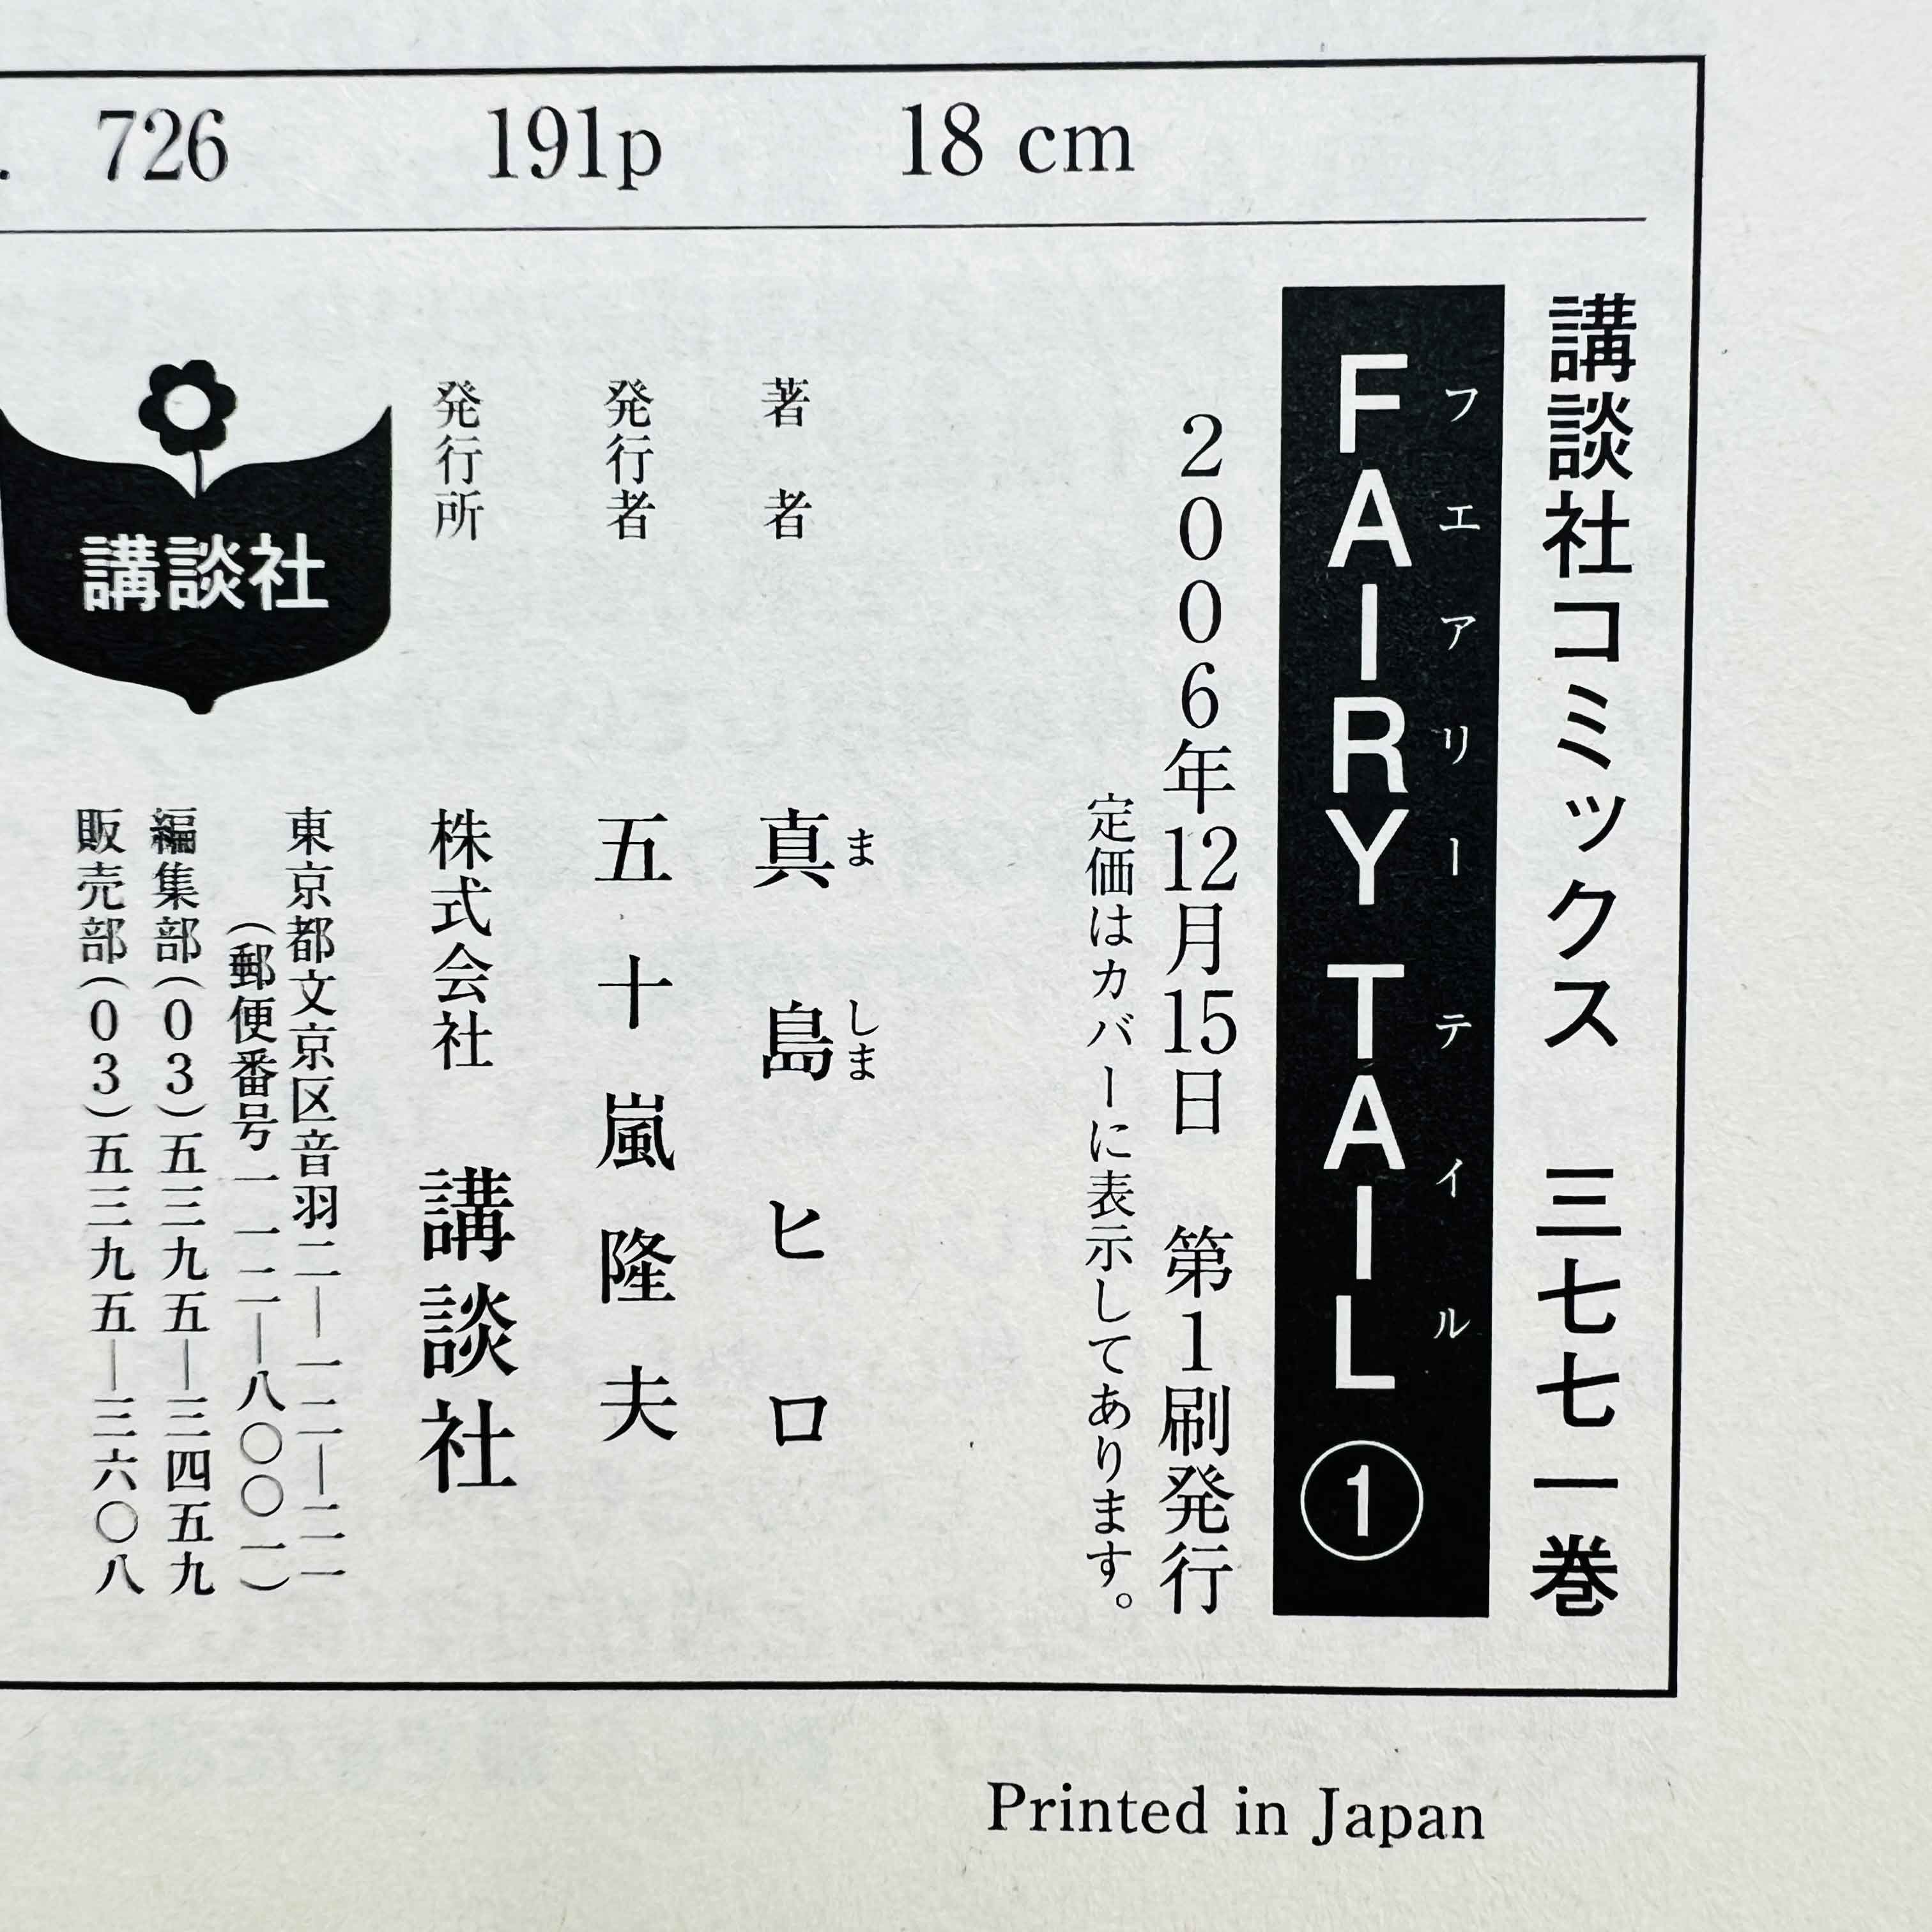 . 726 191p 18 cm
講談社コミックス 三七七一巻
FAIRY TAIL ①
フエアリー テイル
2006年12月15日 第1刷発行
定価はカバーに表示してあります。
著者 真島ヒロ
ま しま
発行者 五十嵐隆夫
発行所 株式会社 講談社
東京都文京区音羽二―一二―二一
(郵便番号 一一二―八〇〇一)
編集部(03)五三九五―三四五九
販売部(03)五三九五―三六〇八
講談社
Printed in Japan